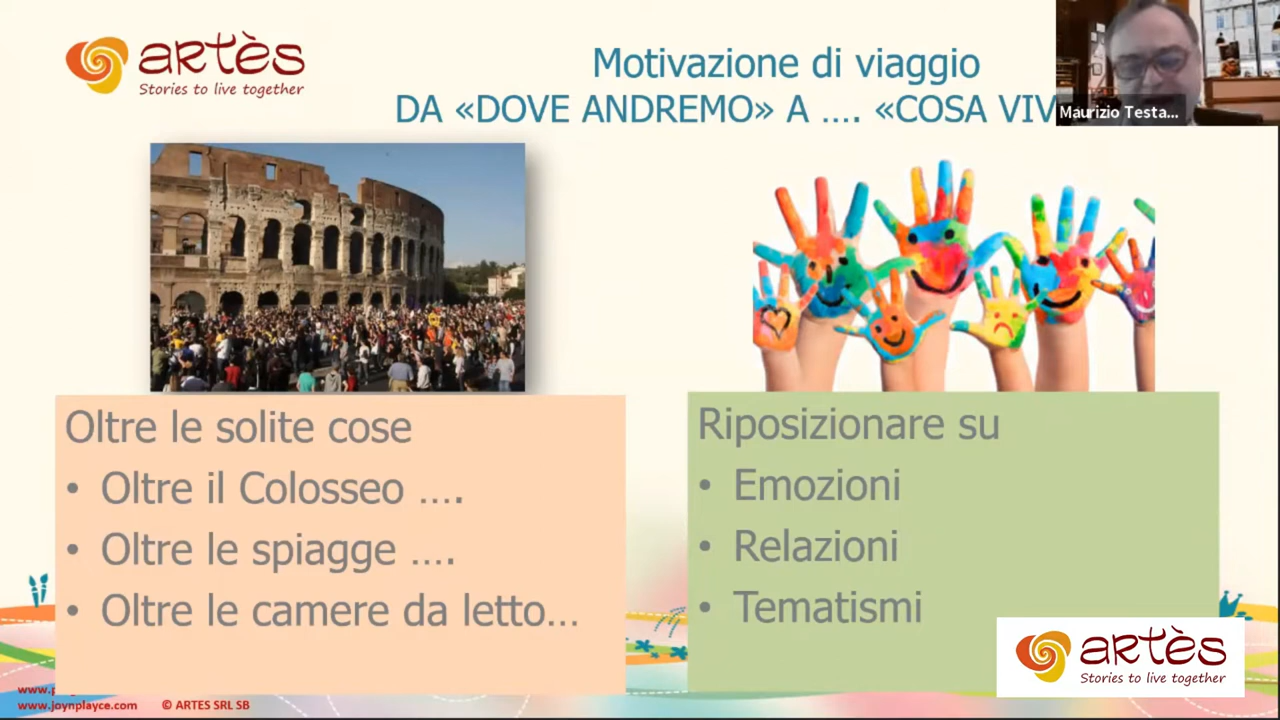 artès
Stories to live together
Motivazione di viaggio
DA «DOVE ANDREMO» A …. «COSA VIV
Maurizio Testa...
Oltre le solite cose
• Oltre il Colosseo ….
• Oltre le spiagge ….
• Oltre le camere da letto…
Riposizionare su
• Emozioni
• Relazioni
• Tematismi
www.joynplayce.com © ARTES SRL SB
artès
Stories to live together